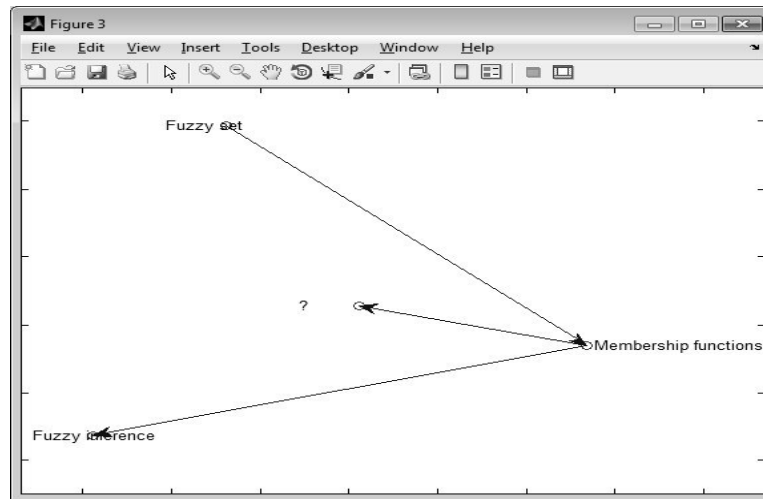 Figure 3
File Edit View Insert Tools Desktop Window Help
Fuzzy set
?
Membership functions
Fuzzy inference